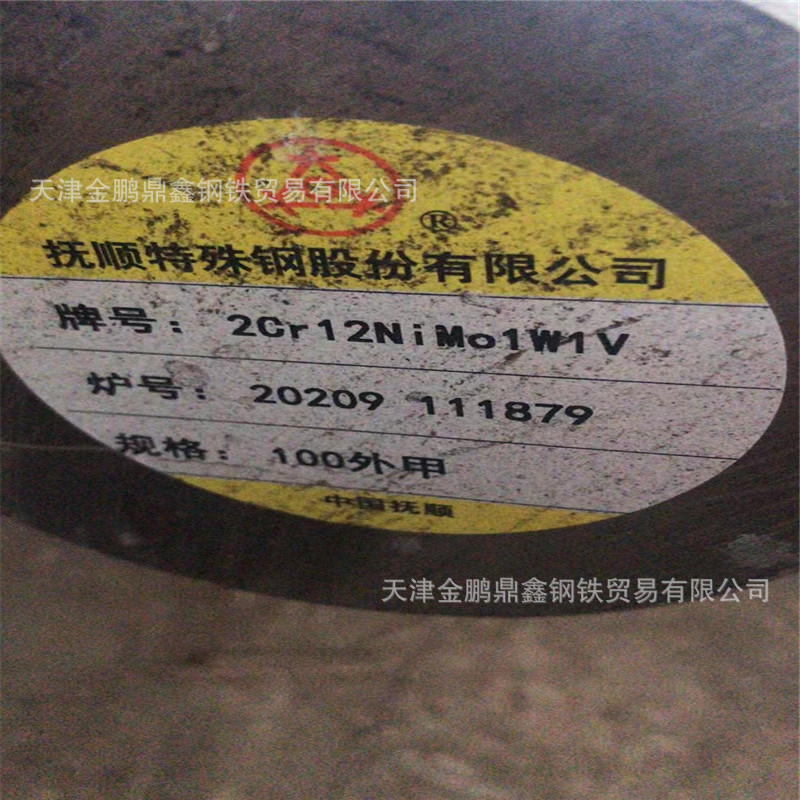 天津金鹏鼎鑫钢铁贸易有限公司
®
抚顺特殊钢股份有限公司
牌号：2Cr12NiMo1W1V
炉号：20209 111879
规格：100外甲
中国抚顺
天津金鹏鼎鑫钢铁贸易有限公司